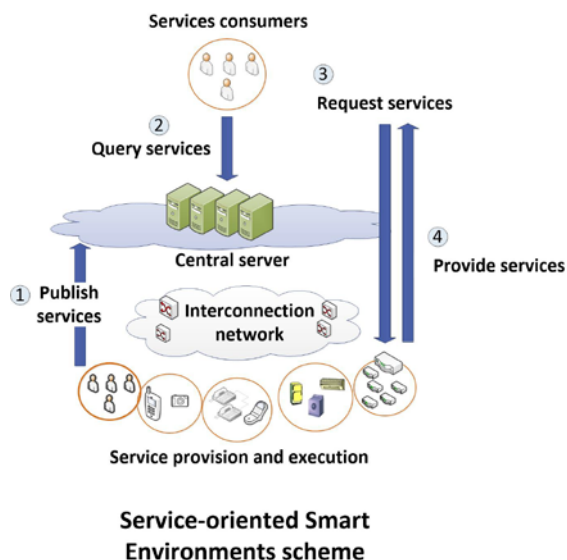 Services consumers
3
Request services
2
Query services
Central server
4
Provide services
1
Publish
services
Interconnection
network
Service provision and execution
Service-oriented Smart
Environments scheme